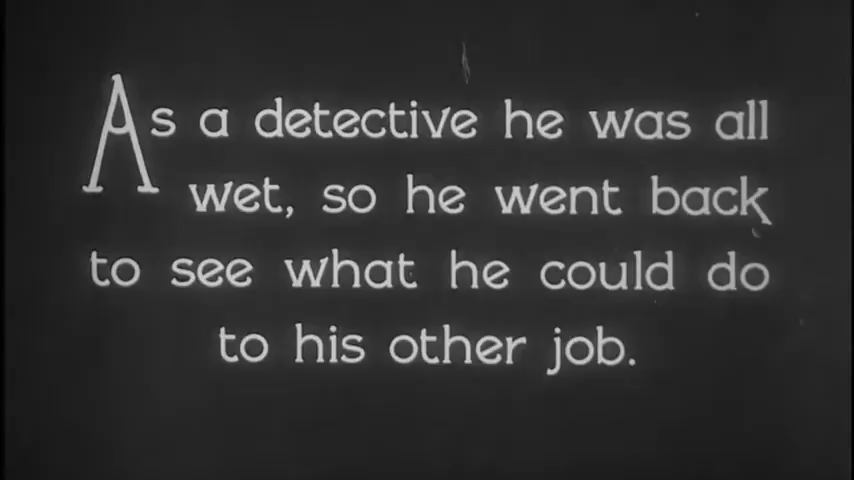 As a detective he was all
wet, so he went back
to see what he could do
to his other job.